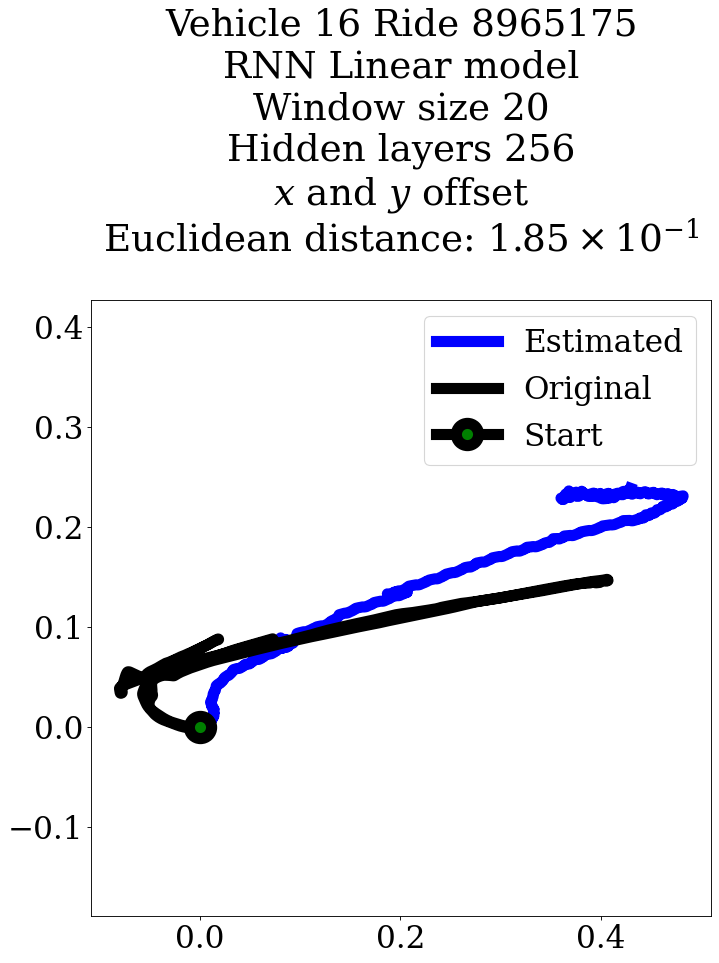 Vehicle 16 Ride 8965175
RNN Linear model
Window size 20
Hidden layers 256
x and y offset
Euclidean distance: 1.85 × 10⁻¹
Estimated
Original
Start
0.4
0.3
0.2
0.1
0.0
−0.1
0.0 0.2 0.4